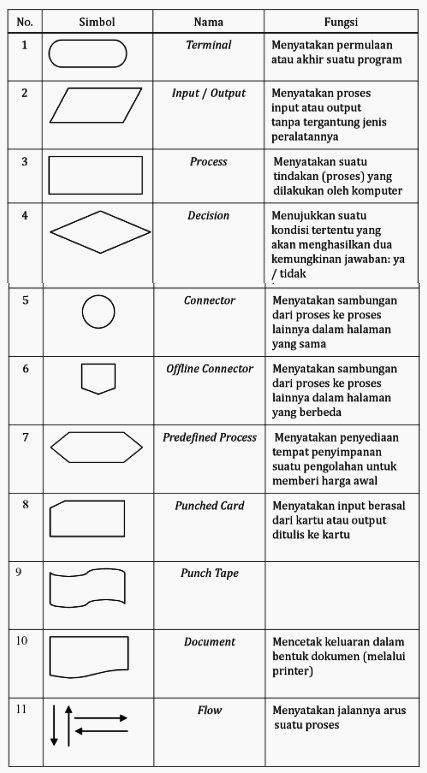 No. Simbol Nama Fungsi
1 Terminal Menyatakan permulaan
atau akhir suatu program
2 Input / Output Menyatakan proses
input atau output
tanpa tergantung jenis
peralatannya
3 Process Menyatakan suatu
tindakan (proses) yang
dilakukan oleh komputer
4 Decision Menujukkan suatu
kondisi tertentu yang
akan menghasilkan dua
kemungkinan jawaban: ya
/ tidak
5 Connector Menyatakan sambungan
dari proses ke proses
lainnya dalam halaman
yang sama
6 Offline Connector Menyatakan sambungan
dari proses ke proses
lainnya dalam halaman
yang berbeda
7 Predefined Process Menyatakan penyediaan
tempat penyimpanan
suatu pengolahan untuk
memberi harga awal
8 Punched Card Menyatakan input berasal
dari kartu atau output
ditulis ke kartu
9 Punch Tape
10 Document Mencetak keluaran dalam
bentuk dokumen (melalui
printer)
11 Flow Menyatakan jalannya arus
suatu proses